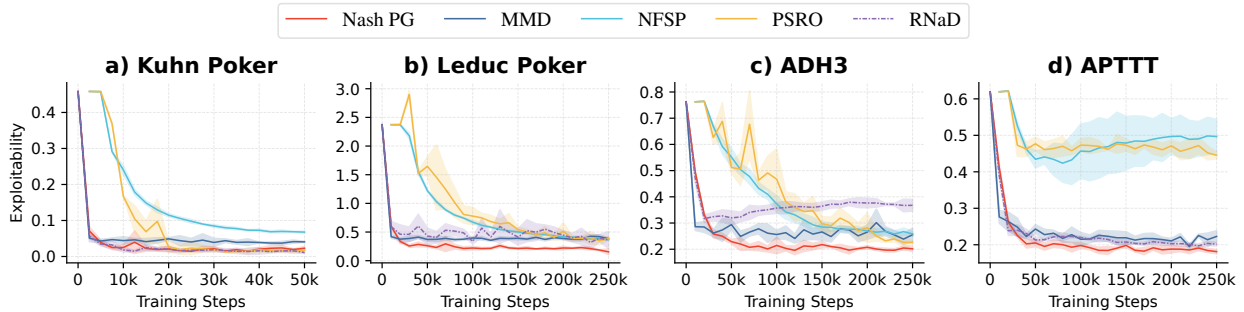 Nash PG MMD NFSP PSRO RNaD
a) Kuhn Poker
b) Leduc Poker
c) ADH3
d) APTTT
Exploitability
0.4
0.3
0.2
0.1
0.0
0 10k 20k 30k 40k 50k
Training Steps
3.0
2.5
2.0
1.5
1.0
0.5
0.0
0 50k 100k 150k 200k 250k
Training Steps
0.8
0.7
0.6
0.5
0.4
0.3
0.2
0 50k 100k 150k 200k 250k
Training Steps
0.6
0.5
0.4
0.3
0.2
0 50k 100k 150k 200k 250k
Training Steps